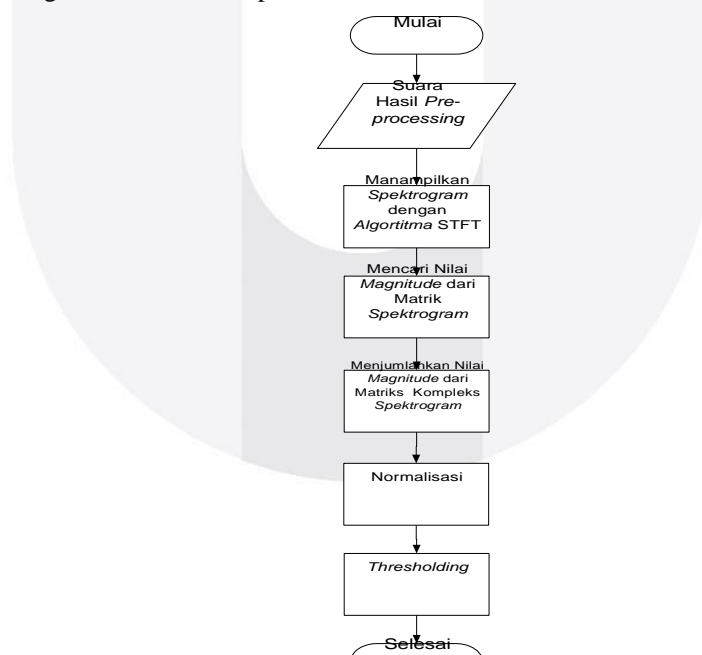 Mulai
Suara
Hasil Pre-
processing
Manampilkan
Spektrogram
dengan
Algortitma STFT
Mencari Nilai
Magnitude dari
Matrik
Spektrogram
Menjumlahkan Nilai
Magnitude dari
Matriks Kompleks
Spektrogram
Normalisasi
Thresholding
Selesai